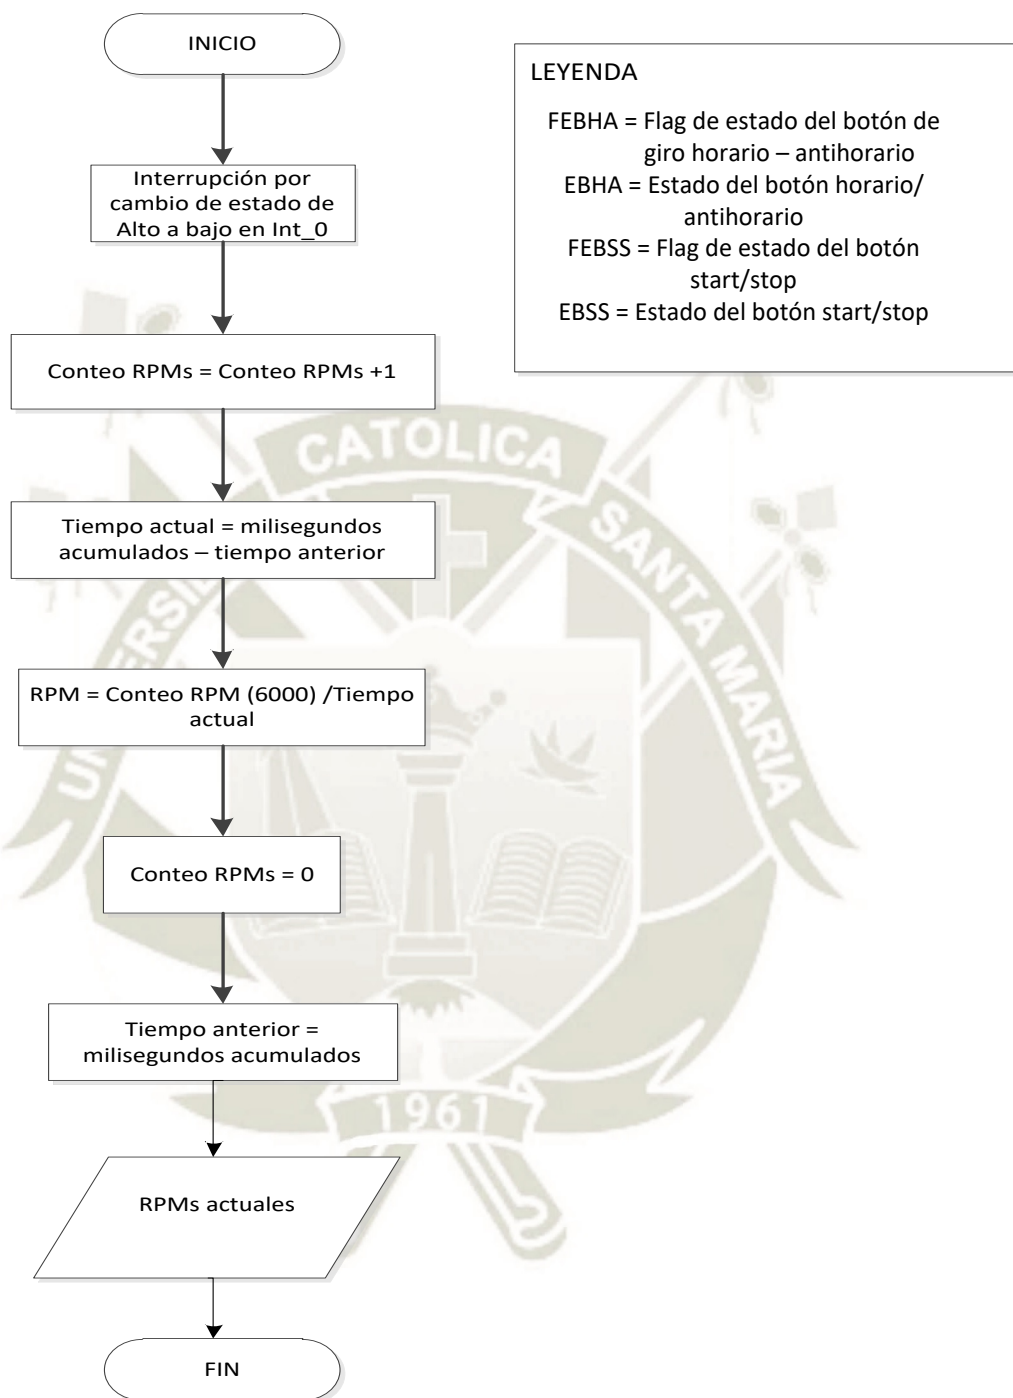 INICIO
Interrupción por
cambio de estado de
Alto a bajo en Int_0
Conteo RPMs = Conteo RPMs +1
Tiempo actual = milisegundos
acumulados – tiempo anterior
RPM = Conteo RPM (6000) /Tiempo
actual
Conteo RPMs = 0
Tiempo anterior =
milisegundos acumulados
RPMs actuales
FIN
LEYENDA
FEBHA = Flag de estado del botón de
giro horario – antihorario
EBHA = Estado del botón horario/
antihorario
FEBSS = Flag de estado del botón
start/stop
EBSS = Estado del botón start/stop
CATOLICA
SANTA MARIA
1961